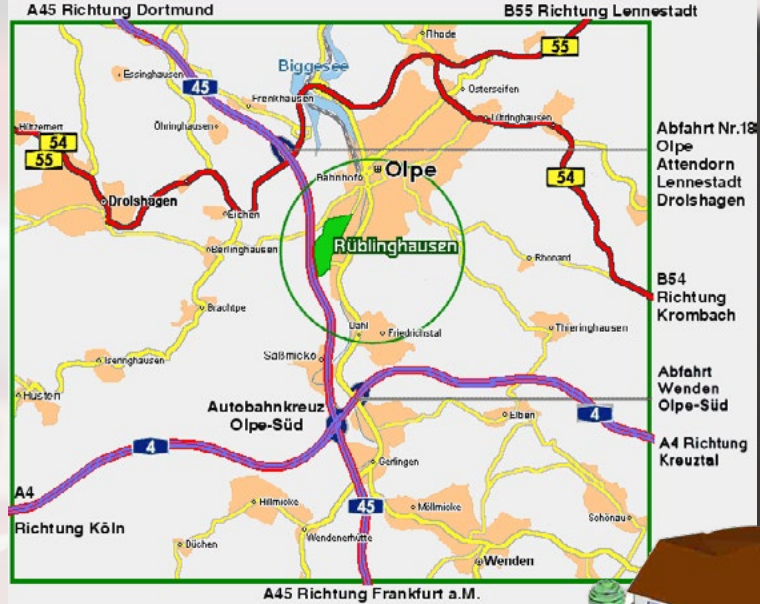 A45 Richtung Dortmund
B55 Richtung Lennestadt
Rhode
55
Biggesee
Essinghausen
45
Osterseifen
Frenkhausen
Hützemert
Öhringhausen
Lütringhausen
54
55
Abfahrt Nr.18
Olpe
Attendorn
Lennestadt
Drolshagen
Bahnhof
Olpe
54
Drolshagen
Eichen
Rüblinghausen
Berlinghausen
Rhonard
B54
Richtung
Krombach
Brachtpe
Dahl
Friedrichstal
Thieringhausen
Saßmicke
Isennghausen
Abfahrt
Wenden
Olpe-Süd
Husten
Autobahnkreuz
Olpe-Süd
Elben
4
4
A4 Richtung
Kreuztal
Gerlingen
A4
Richtung Köln
Hillmicke
45
Möllmicke
Schönau
Wendenerhütte
Düchen
Wenden
A45 Richtung Frankfurt a.M.